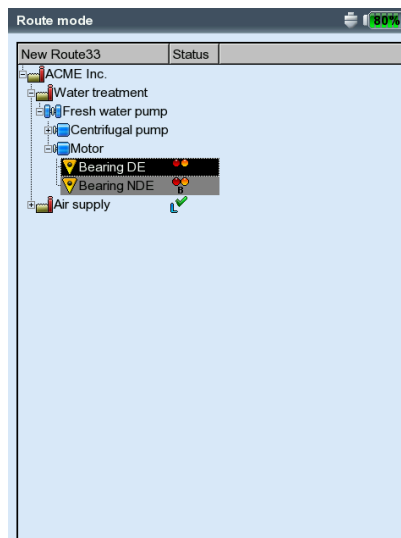 Route mode 80%
New Route33 Status
ACME Inc.
Water treatment
Fresh water pump
Centrifugal pump
Motor
Bearing DE
Bearing NDE B
Air supply L